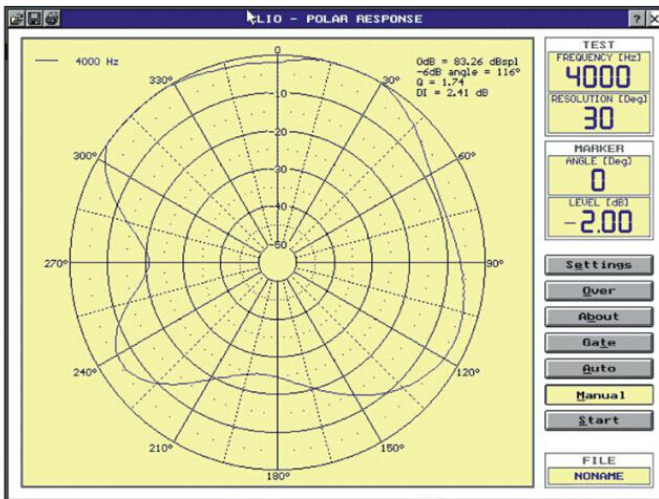 CLIO - POLAR RESPONSE
?
4000 Hz
0dB = 83.26 dBspl
-6dB angle = 116°
Q = 1.74
DI = 2.41 dB
0
330°
30°
300°
60°
270°
90°
240°
120°
210°
150°
180°
-10
-20
-30
-40
-50
TEST
FREQUENCY [Hz]
4000
RESOLUTION [Deg]
30
MARKER
ANGLE [Deg]
0
LEVEL [dB]
-2.00
Settings
Over
About
Gate
Auto
Manual
Start
FILE
NONAME